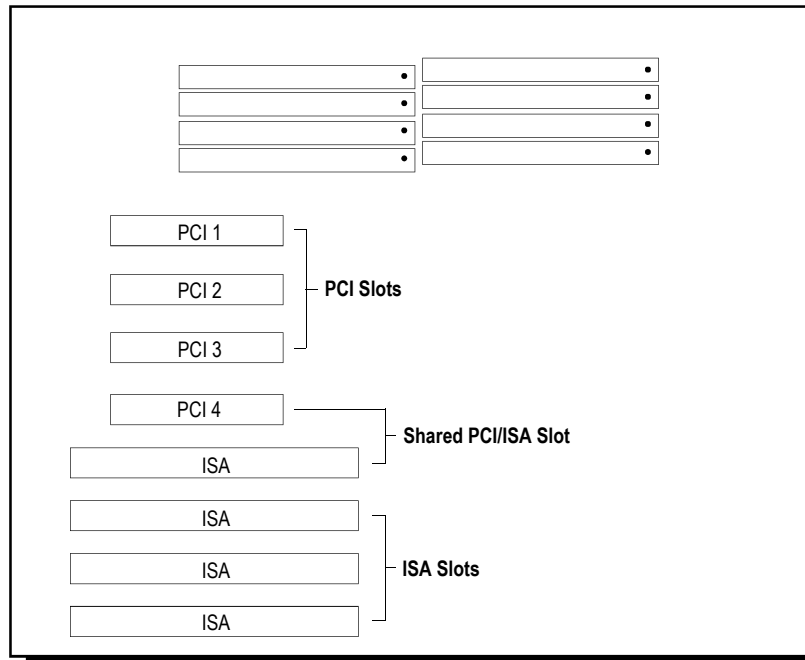 PCI 1
PCI 2
PCI Slots
PCI 3
PCI 4
Shared PCI/ISA Slot
ISA
ISA
ISA
ISA Slots
ISA